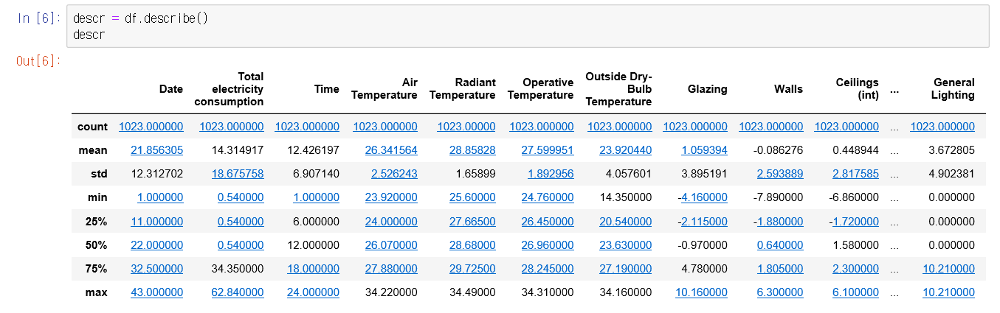 In [6]: descr = df.describe()
descr
Out[6]:
Date Total electricity consumption Time Air Temperature Radiant Temperature Operative Temperature Outside Dry-Bulb Temperature Glazing Walls Ceilings (int) ... General Lighting
count 1023.000000 1023.000000 1023.000000 1023.000000 1023.00000 1023.000000 1023.000000 1023.000000 1023.000000 1023.000000 ... 1023.000000
mean 21.856305 14.314917 12.426197 26.341564 28.85828 27.599951 23.920440 1.059394 -0.086276 0.448944 ... 3.672805
std 12.312702 18.675758 6.907140 2.526243 1.65899 1.892956 4.057601 3.895191 2.593889 2.817585 ... 4.902381
min 1.000000 0.540000 1.000000 23.920000 25.60000 24.760000 14.350000 -4.160000 -7.890000 -6.860000 ... 0.000000
25% 11.000000 0.540000 6.000000 24.000000 27.66500 26.450000 20.540000 -2.115000 -1.880000 -1.720000 ... 0.000000
50% 22.000000 0.540000 12.000000 26.070000 28.68000 26.960000 23.630000 -0.970000 0.640000 1.580000 ... 0.000000
75% 32.500000 34.350000 18.000000 27.880000 29.72500 28.245000 27.190000 4.780000 1.805000 2.300000 ... 10.210000
max 43.000000 62.840000 24.000000 34.220000 34.49000 34.310000 34.160000 10.160000 6.300000 6.100000 ... 10.210000